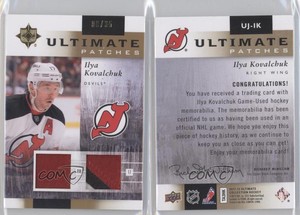 ULTIMATE
PATCHES
Ilya Kovalchuk
DEVILS
A
UJ-IK
ULTIMATE
PATCHES
Ilya Kovalchuk
RIGHT WING
CONGRATULATIONS!
You have received a trading card with
Ilya Kovalchuk Game-Used hockey
memorabilia. The memorabilia has been
certified to us as having been used in an
official NHL game. We hope you enjoy this
piece of hockey history, as we continue to
keep you as close as you can get!
Enjoy your memorabilia card!